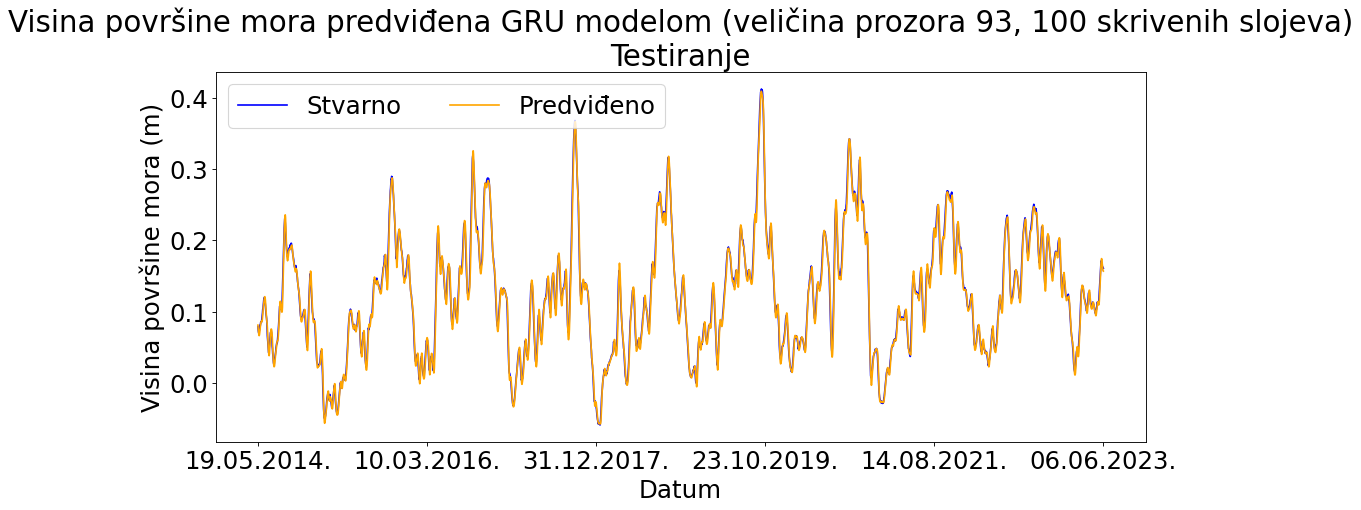 Visina površine mora predviđena GRU modelom (veličina prozora 93, 100 skrivenih slojeva)
Testiranje
Stvarno
Predviđeno
Visina površine mora (m)
0.4
0.3
0.2
0.1
0.0
19.05.2014.
10.03.2016.
31.12.2017.
23.10.2019.
14.08.2021.
06.06.2023.
Datum